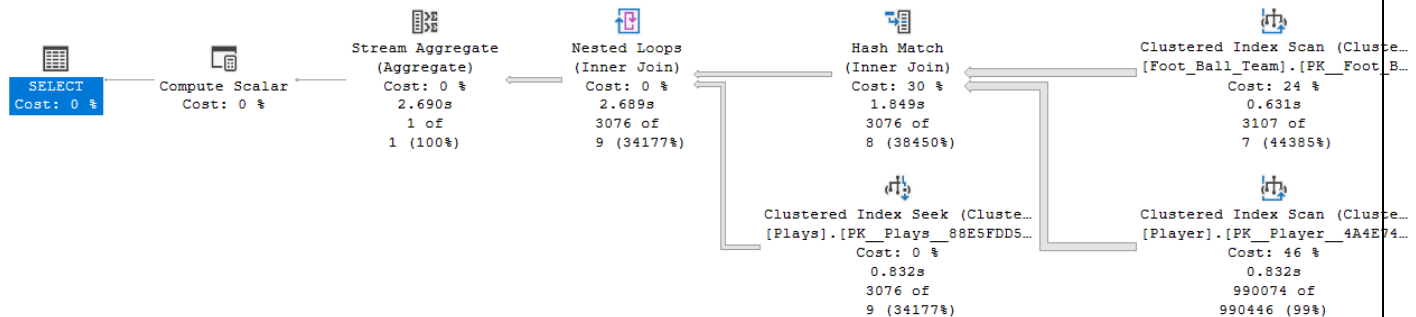 SELECT
Cost: 0 %
Compute Scalar
Cost: 0 %
Stream Aggregate
(Aggregate)
Cost: 0 %
2.690s
1 of
1 (100%)
Nested Loops
(Inner Join)
Cost: 0 %
2.689s
3076 of
9 (34177%)
Hash Match
(Inner Join)
Cost: 30 %
1.849s
3076 of
8 (38450%)
Clustered Index Scan (Cluste…
[Foot_Ball_Team].[PK__Foot_B…
Cost: 24 %
0.631s
3107 of
7 (44385%)
Clustered Index Seek (Cluste…
[Plays].[PK__Plays__88E5FDD5…
Cost: 0 %
0.832s
3076 of
9 (34177%)
Clustered Index Scan (Cluste…
[Player].[PK__Player__4A4E74…
Cost: 46 %
0.832s
990074 of
990446 (99%)